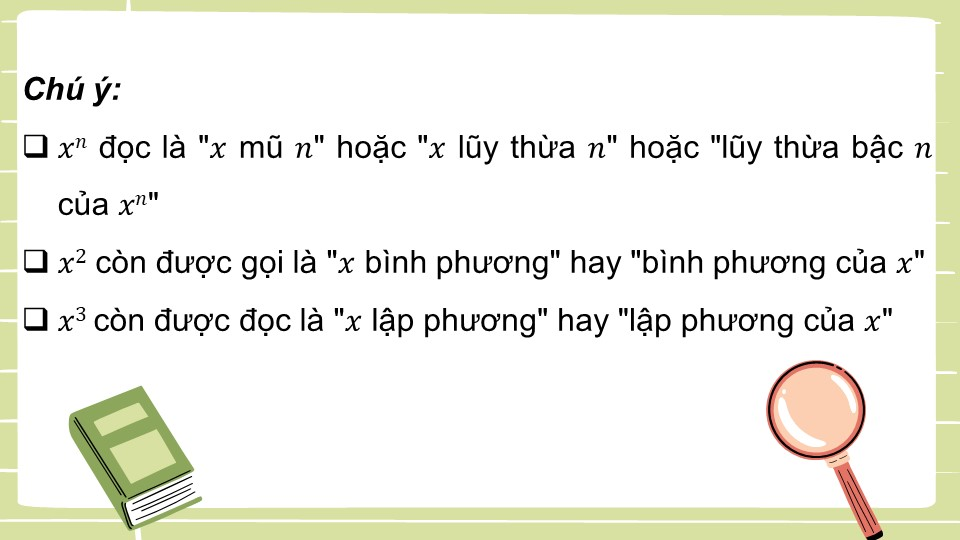 Chú ý:
❑ 𝑥ⁿ đọc là "𝑥 mũ 𝑛" hoặc "𝑥 lũy thừa 𝑛" hoặc "lũy thừa bậc 𝑛
của 𝑥ⁿ"
❑ 𝑥² còn được gọi là "𝑥 bình phương" hay "bình phương của 𝑥"
❑ 𝑥³ còn được đọc là "𝑥 lập phương" hay "lập phương của 𝑥"